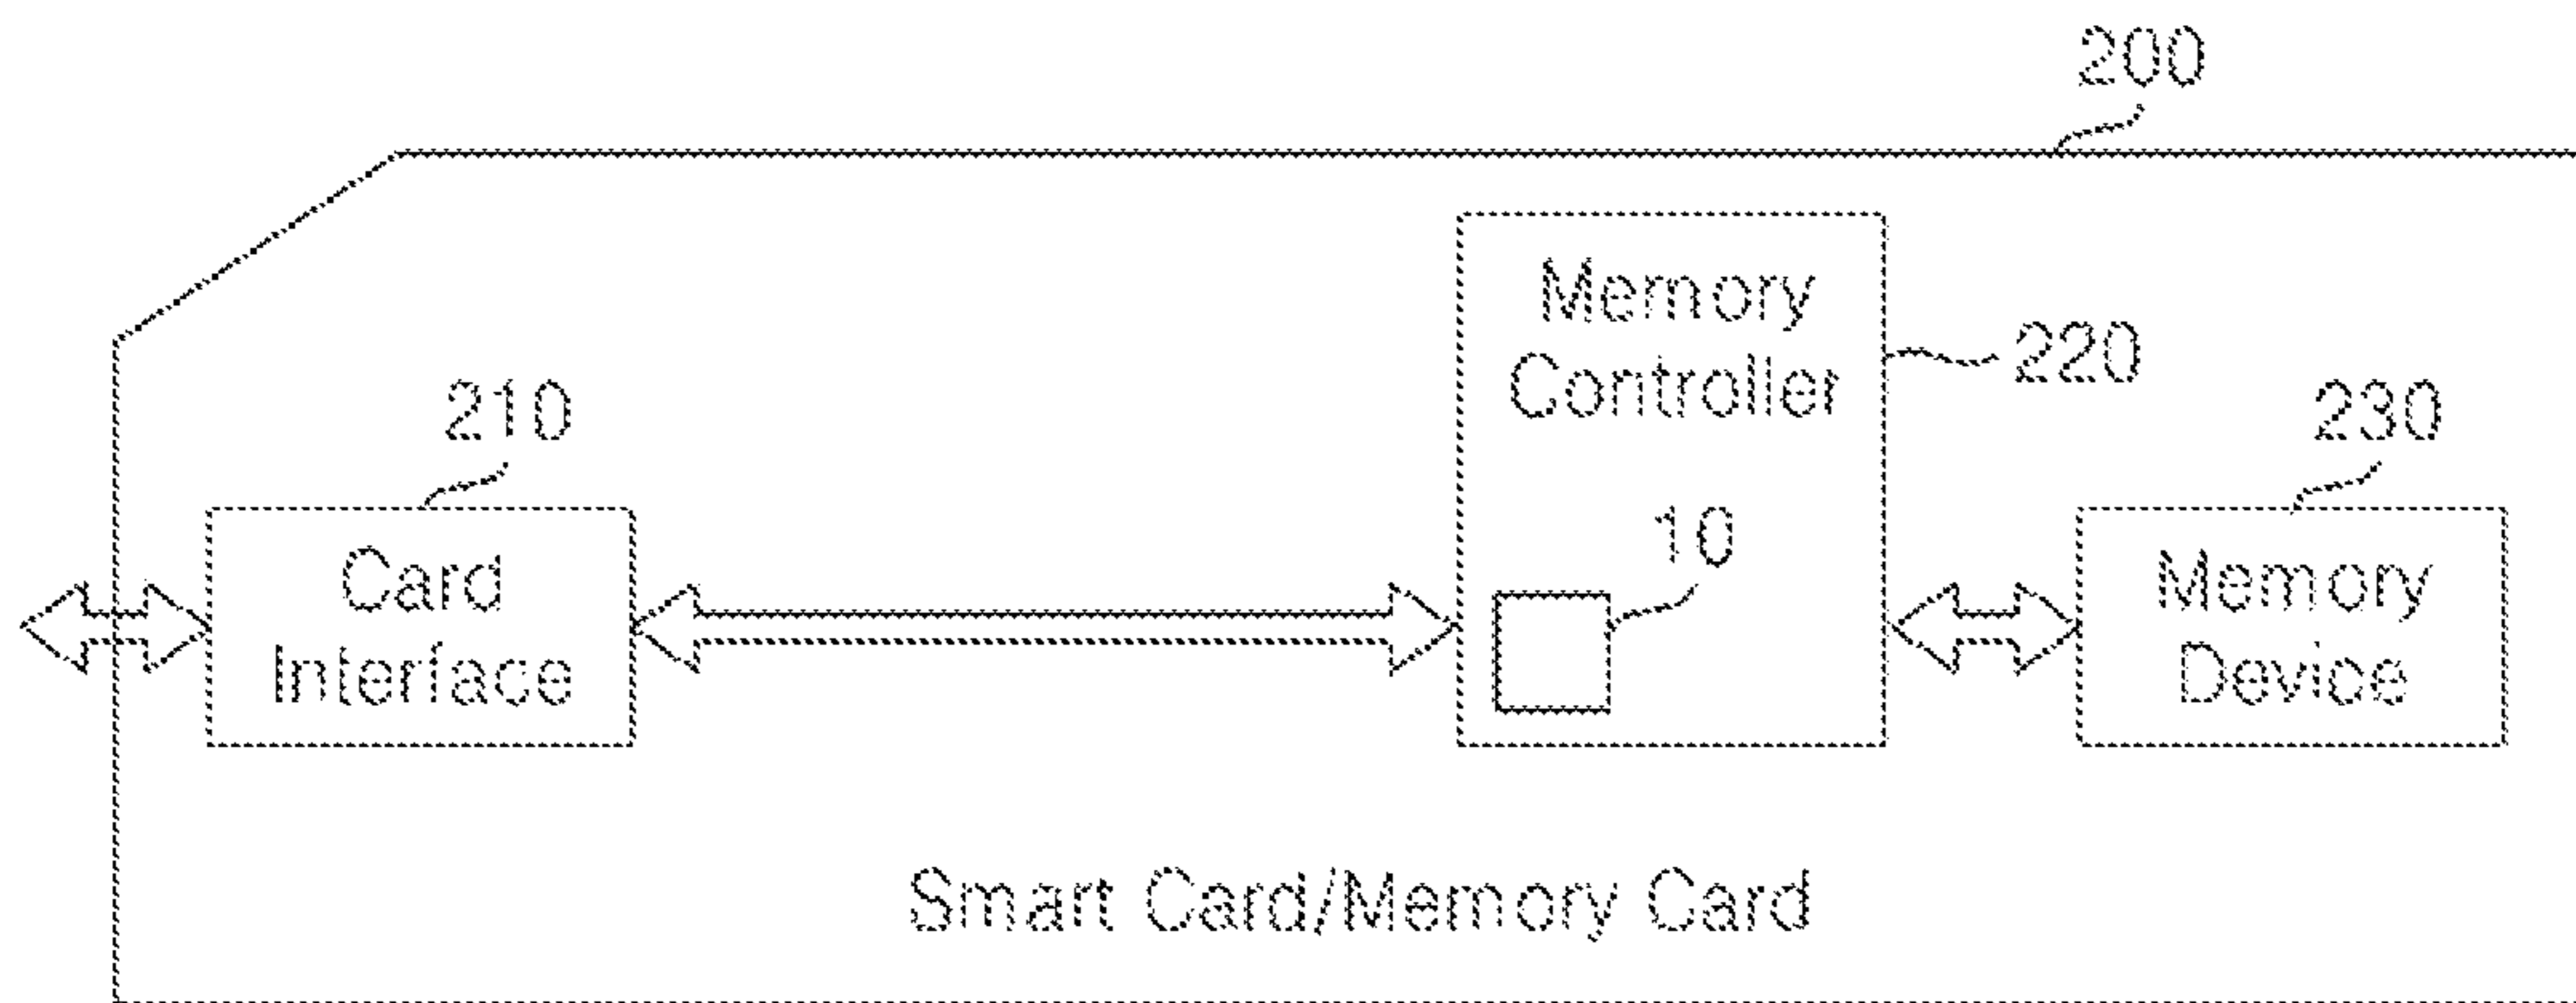 200
Memory
Controller
220
210
230
10
Card
Interface
Memory
Device
Smart Card/Memory Card